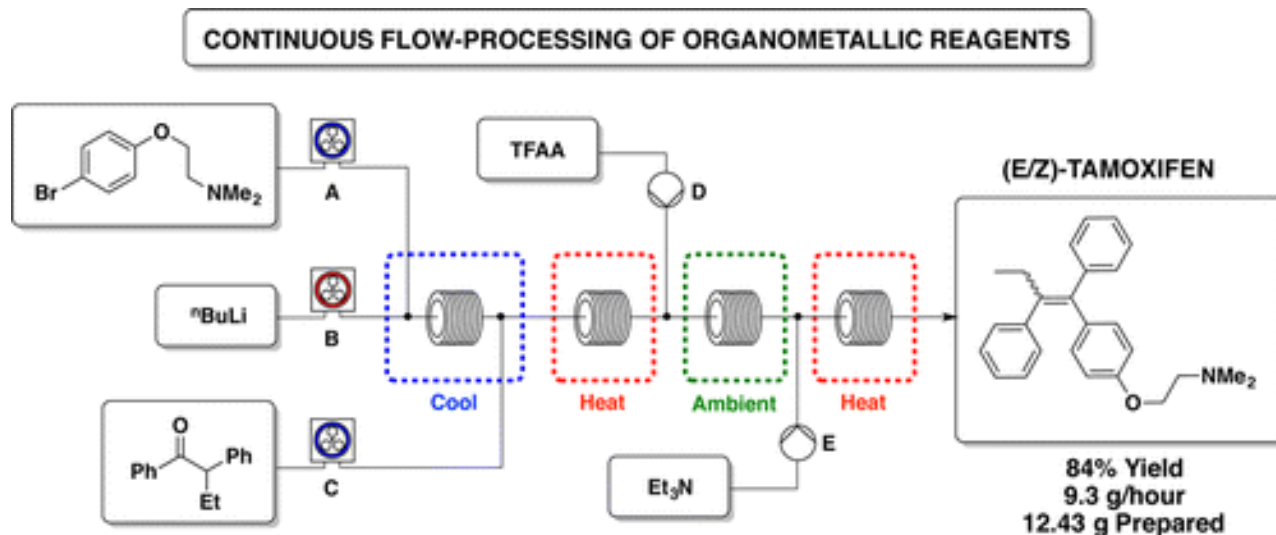 CONTINUOUS FLOW-PROCESSING OF ORGANOMETALLIC REAGENTS
O
Br
NMe₂
A
TFAA
D
(E/Z)-TAMOXIFEN
ⁿBuLi
B
Cool
Heat
Ambient
Heat
O
Ph
Ph
Et
C
Et₃N
E
O
NMe₂
84% Yield
9.3 g/hour
12.43 g Prepared